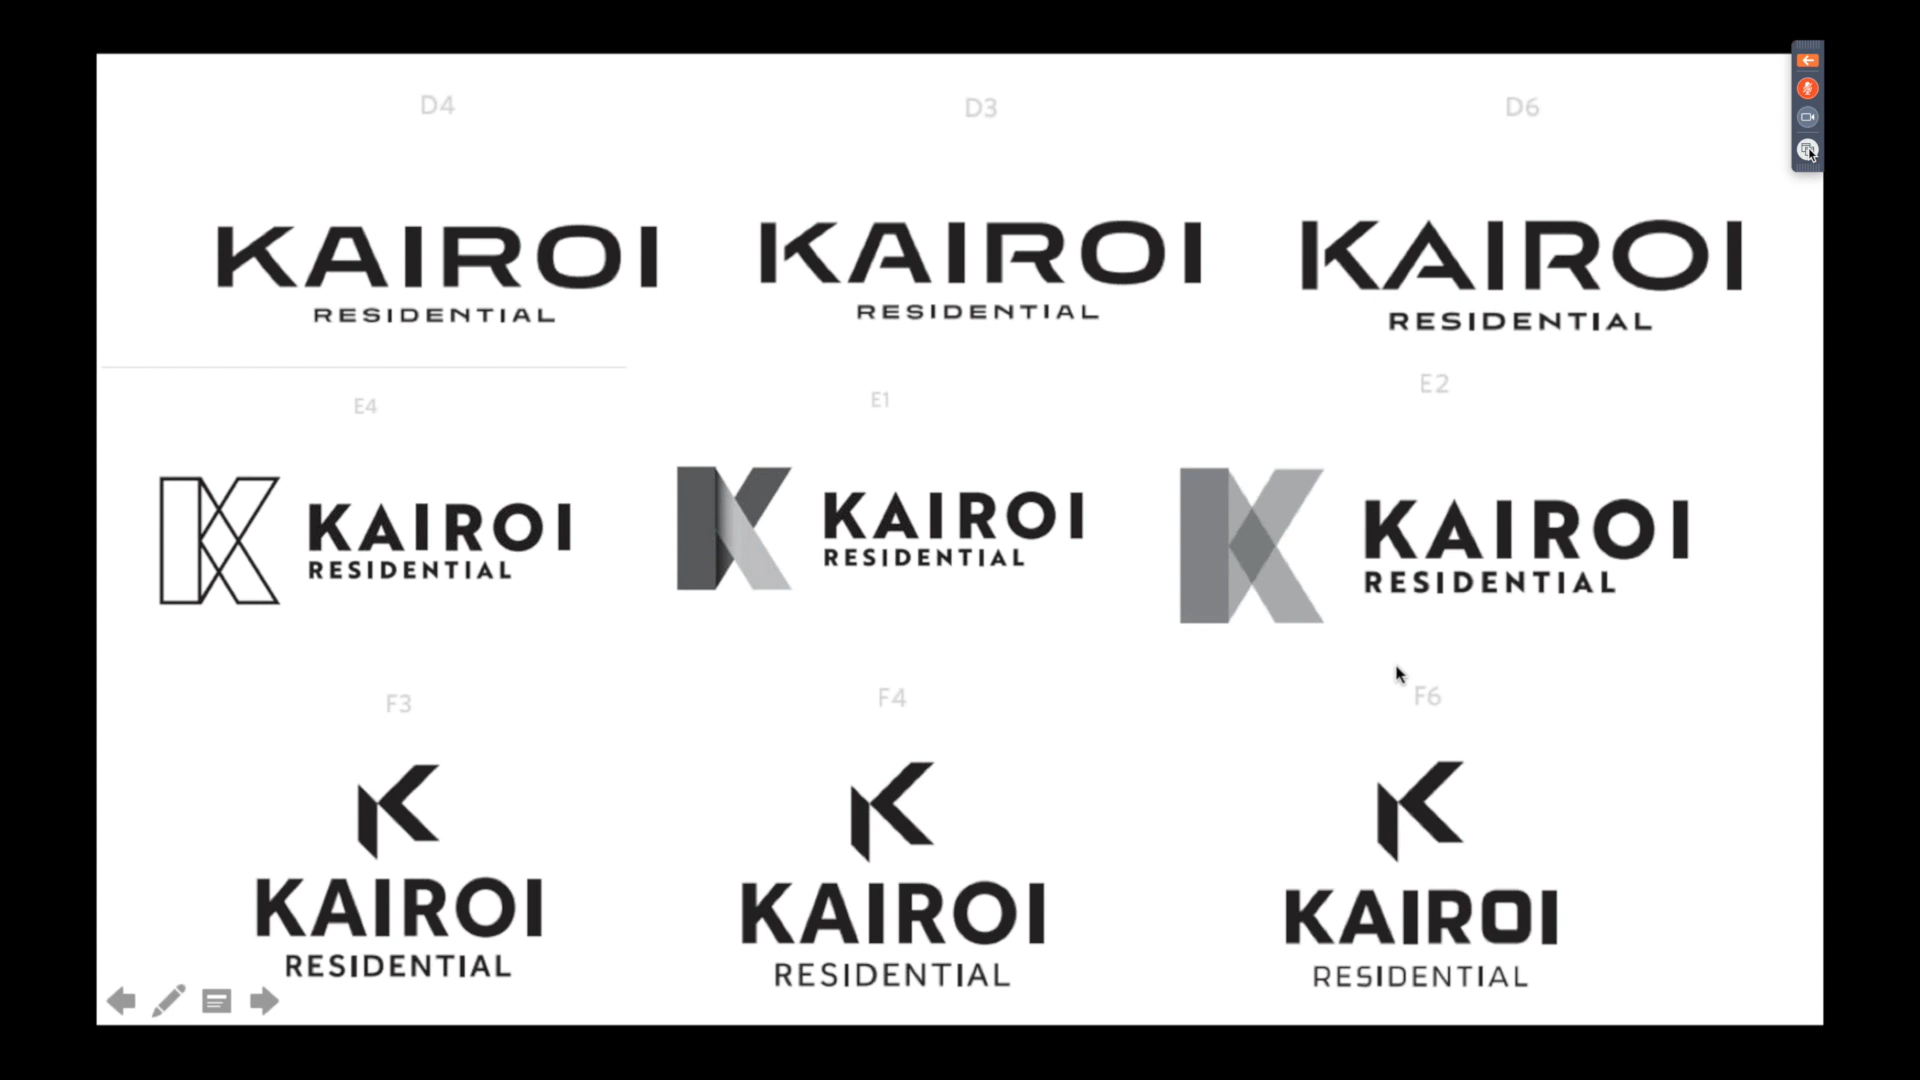 D4
D3
D6
KAIROI
RESIDENTIAL
KAIROI
RESIDENTIAL
KAIROI
RESIDENTIAL
E4
E1
E2
KAIROI
RESIDENTIAL
KAIROI
RESIDENTIAL
KAIROI
RESIDENTIAL
F3
F4
F6
K
KAIROI
RESIDENTIAL
K
KAIROI
RESIDENTIAL
K
KAIROI
RESIDENTIAL